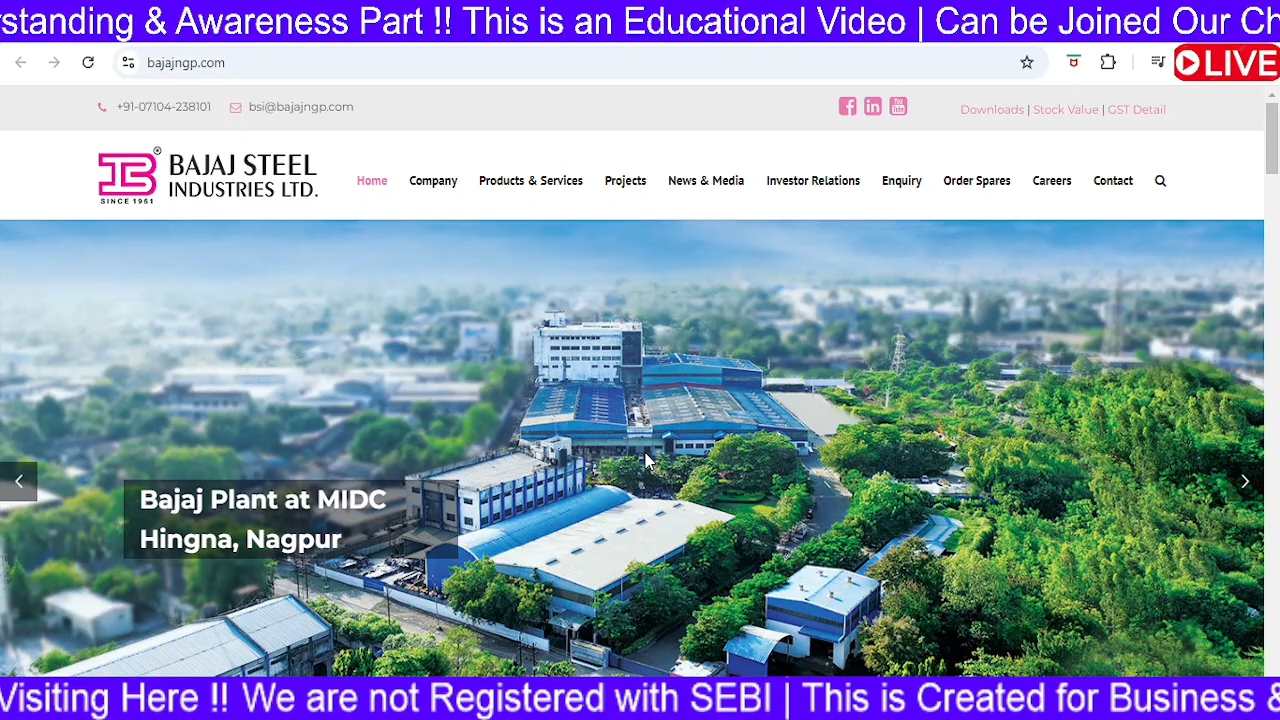 rstanding & Awareness Part !! This is an Educational Video | Can be Joined Our Ch
bajajngp.com
LIVE
+91-07104-238101
bsi@bajajngp.com
Downloads | Stock Value | GST Detail
BAJAJ STEEL
INDUSTRIES LTD.
SINCE 1961
Home Company Products & Services Projects News & Media Investor Relations Enquiry Order Spares Careers Contact
Bajaj Plant at MIDC
Hingna, Nagpur
Visiting Here !! We are not Registered with SEBI | This is Created for Business &